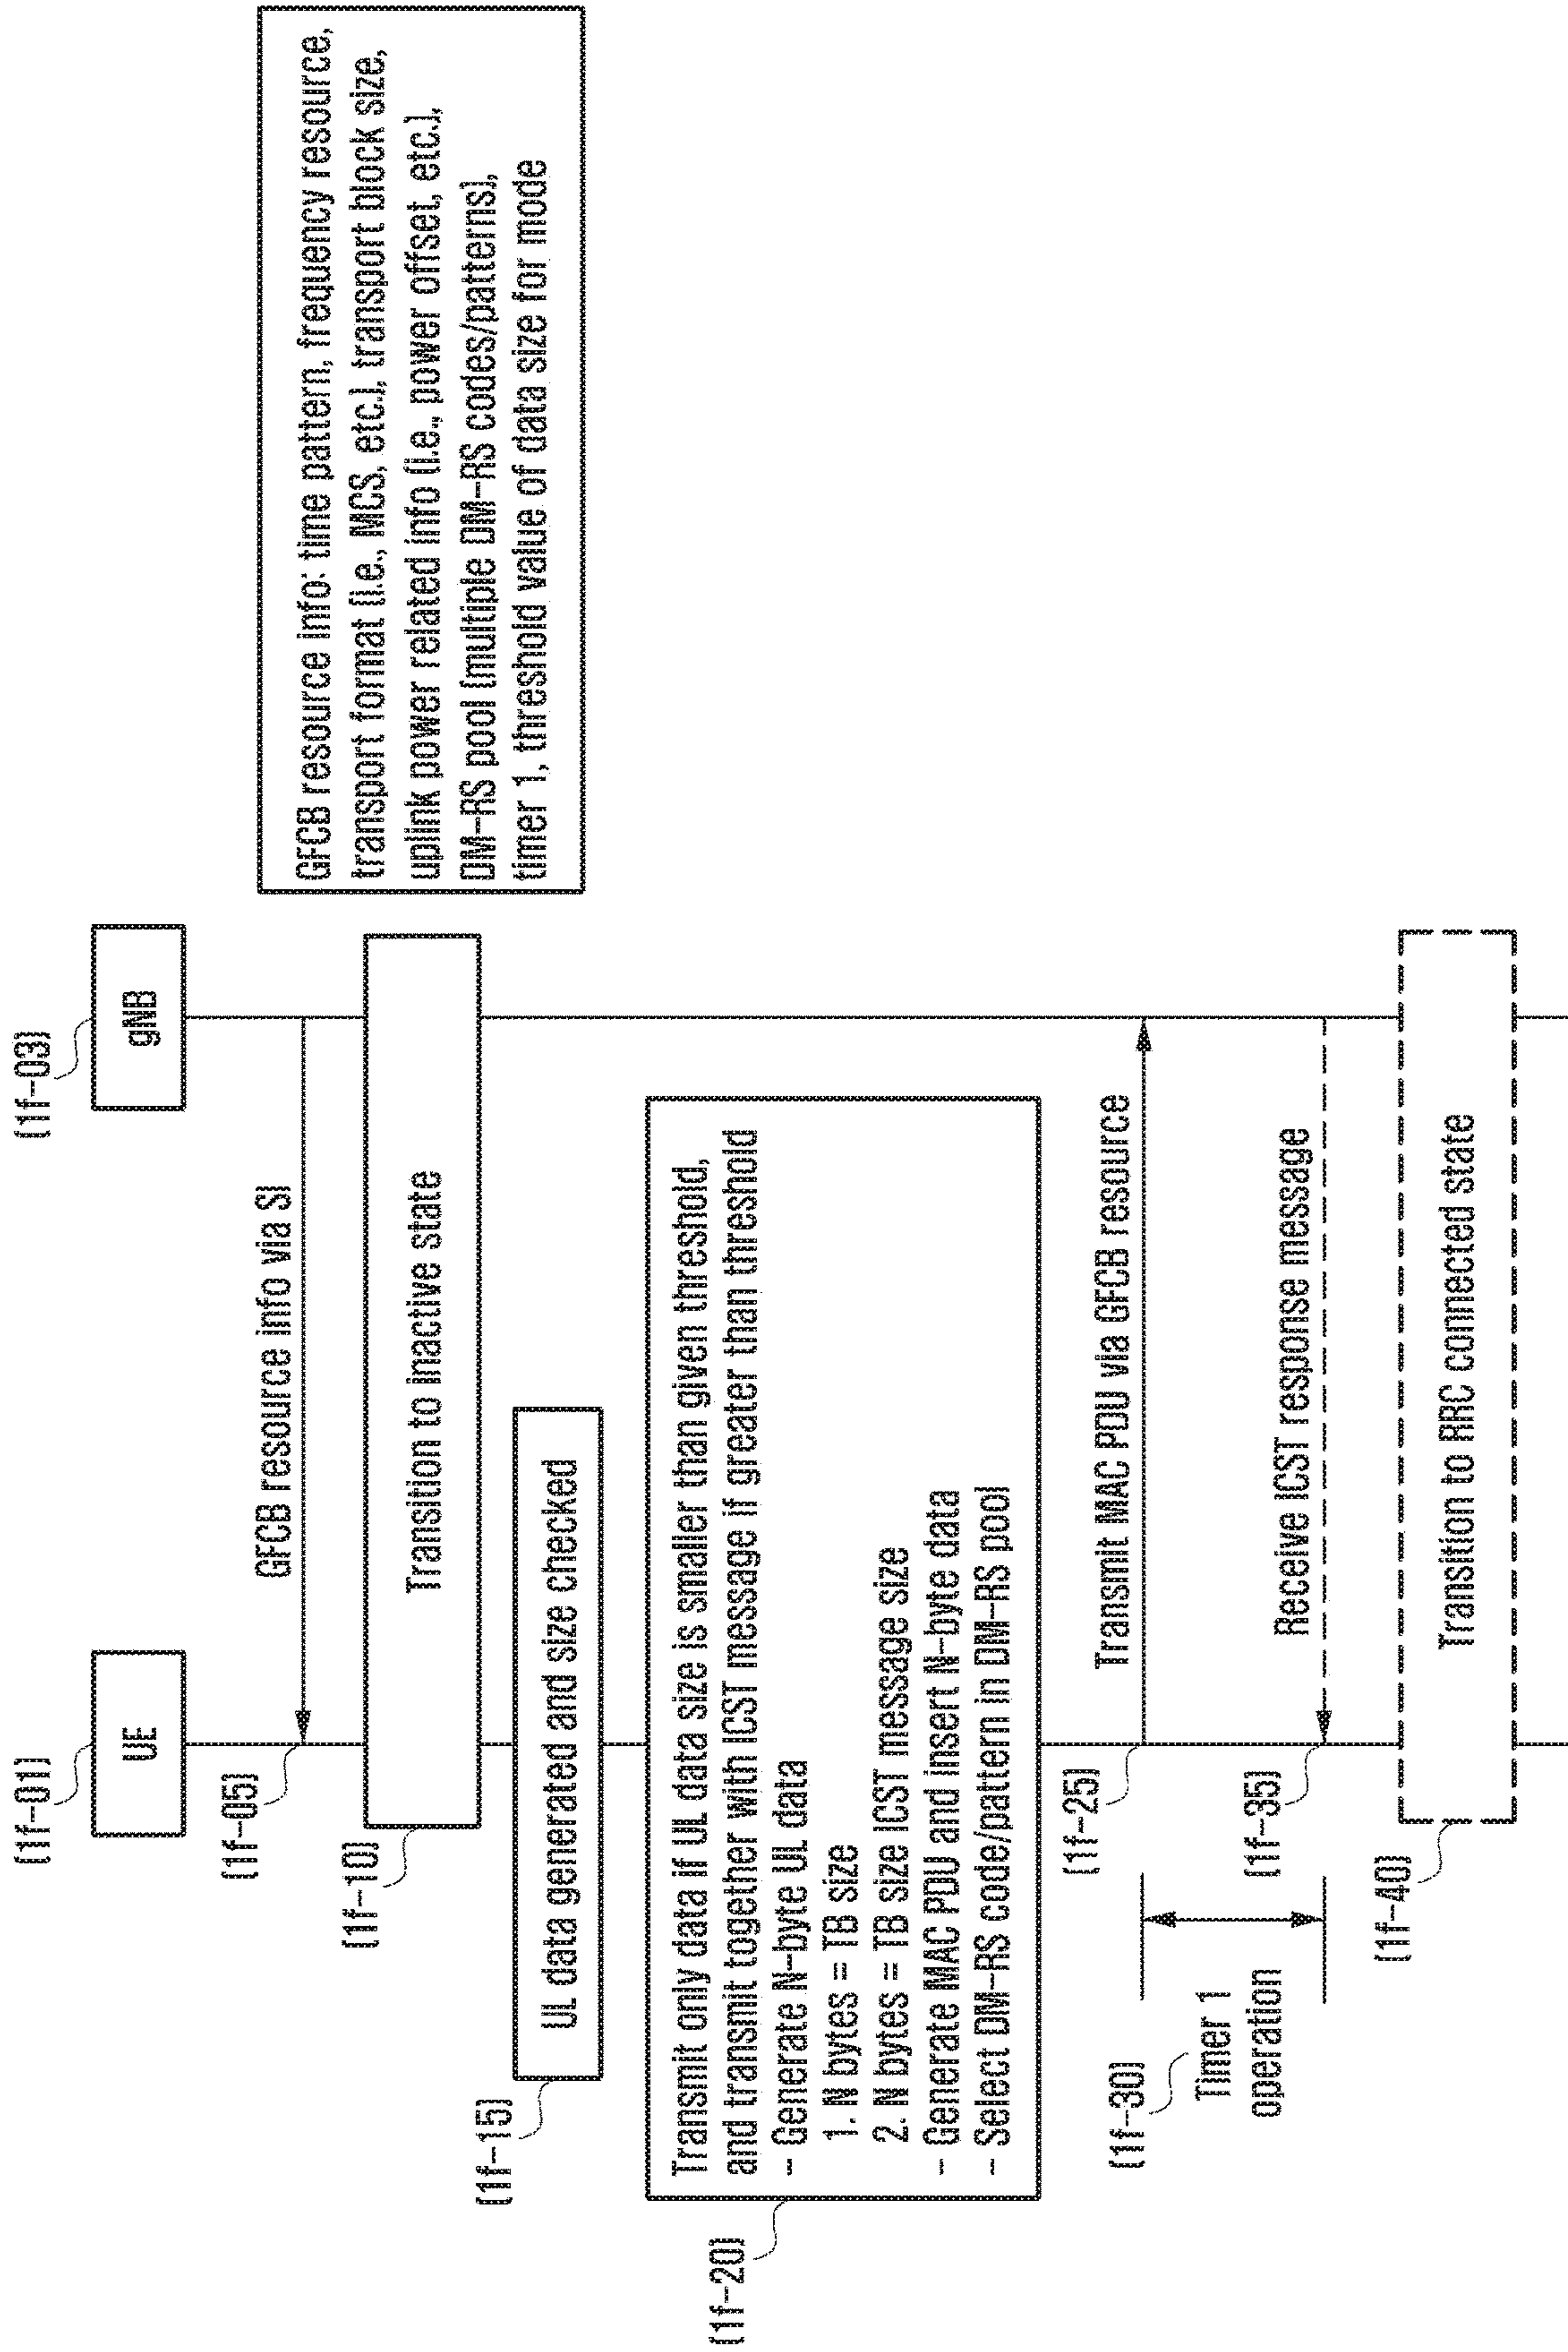 (1f-01)
UE
(1f-03)
gNB
GFCB resource info via SI
(1f-05)
GFCB resource info: time pattern, frequency resource,
transport format (i.e., MCS, etc.), transport block size,
uplink power related info (i.e., power offset, etc.),
DM-RS pool (multiple DM-RS codes/patterns),
timer 1, threshold value of data size for mode
(1f-10)
Transition to inactive state
(1f-15)
UL data generated and size checked
(1f-20)
Transmit only data if UL data size is smaller than given threshold,
and transmit together with ICST message if greater than threshold
- Generate N-byte UL data
1. N bytes = TB size
2. N bytes = TB size ICST message size
- Generate MAC PDU and insert N-byte data
- Select DM-RS code/pattern in DM-RS pool
(1f-25)
Transmit MAC PDU via GFCB resource
(1f-30)
Timer 1
operation
(1f-35)
Receive ICST response message
(1f-40)
Transition to RRC connected state